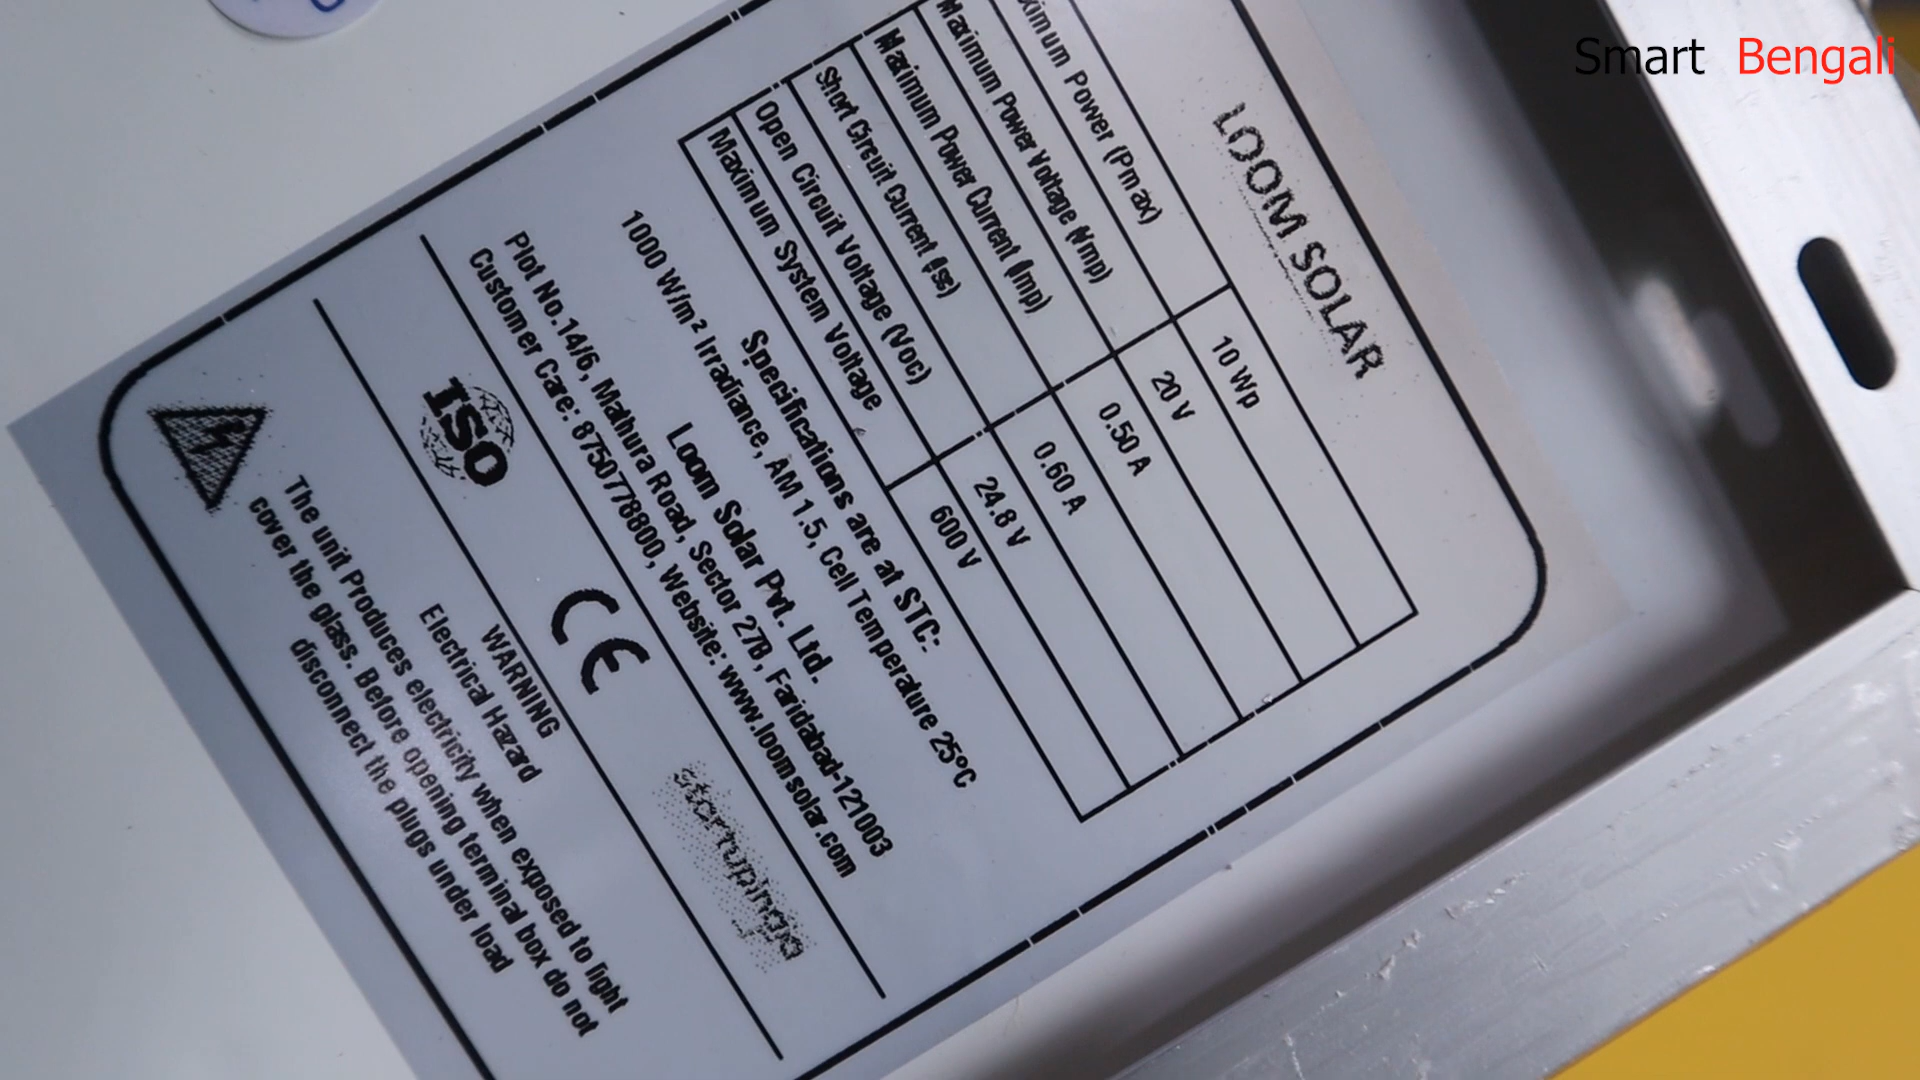 Smart Bengali
LOOM SOLAR
Power (Pmax) 10 Wp
Maximum Power Voltage (Vmp) 20 V
Maximum Power Current (Imp) 0.50 A
Short Circuit Current (Isc) 0.60 A
Open Circuit Voltage (Voc) 24.8 V
Maximum System Voltage 600 V
Specifications are at STC:
1000 W/m² Irradiance, AM 1.5, Cell Temperature 25°C
Loom Solar Pvt. Ltd.
Plot No.14/6, Mathura Road, Sector 27B, Faridabad-121003
Customer Care: 8750778800, Website: www.loomsolar.com
ISO CE
WARNING
Electrical Hazard
The unit Produces electricity when exposed to light
cover the glass. Before opening terminal box do not
disconnect the plugs under load